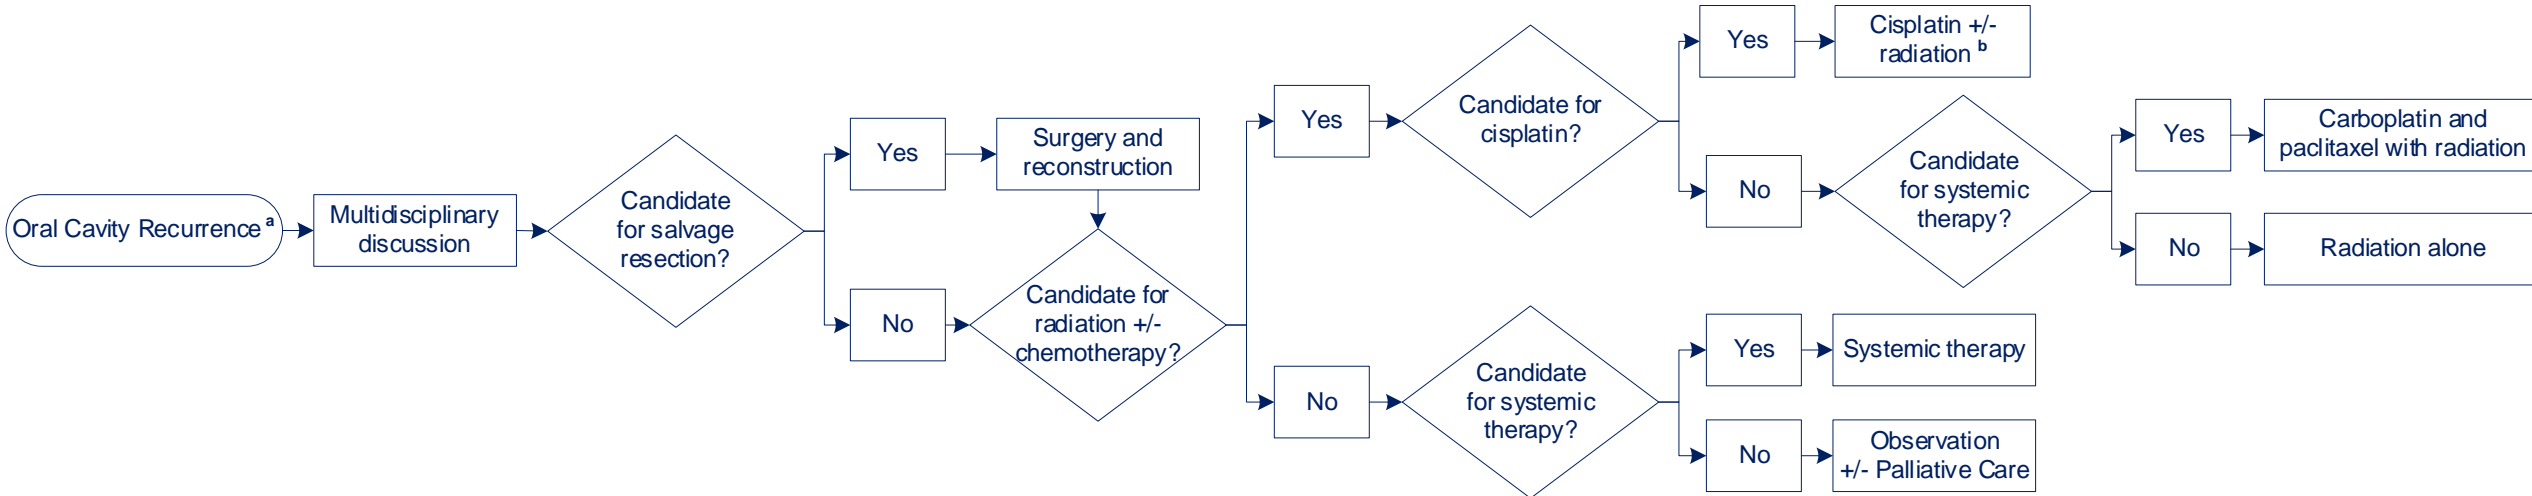 Oral Cavity Recurrence a
Multidisciplinary
discussion
Candidate
for salvage
resection?
Yes
Surgery and
reconstruction
No
Candidate for
radiation +/-
chemotherapy?
Yes
Candidate for
cisplatin?
Yes
Cisplatin +/-
radiation b
No
Candidate
for systemic
therapy?
Yes
Carboplatin and
paclitaxel with radiation
No
Radiation alone
No
Candidate
for systemic
therapy?
Yes
Systemic therapy
No
Observation
+/- Palliative Care